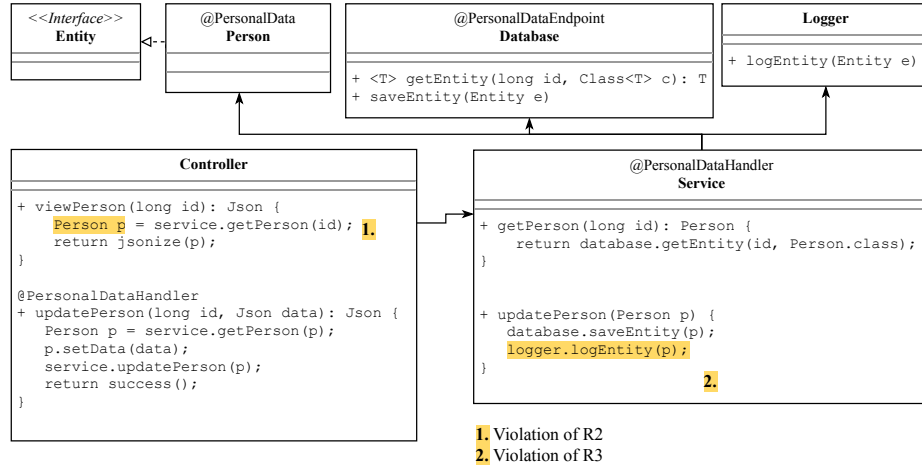 <<Interface>>
Entity
@PersonalData
Person
@PersonalDataEndpoint
Database
+ <T> getEntity(long id, Class<T> c): T
+ saveEntity(Entity e)
Logger
+ logEntity(Entity e)
Controller
+ viewPerson(long id): Json {
Person p = service.getPerson(id);
1.
return jsonize(p);
}
@PersonalDataHandler
+ updatePerson(long id, Json data): Json {
Person p = service.getPerson(p);
p.setData(data);
service.updatePerson(p);
return success();
}
@PersonalDataHandler
Service
+ getPerson(long id): Person {
return database.getEntity(id, Person.class);
}
+ updatePerson(Person p) {
database.saveEntity(p);
logger.logEntity(p);
}
2.
1. Violation of R2
2. Violation of R3